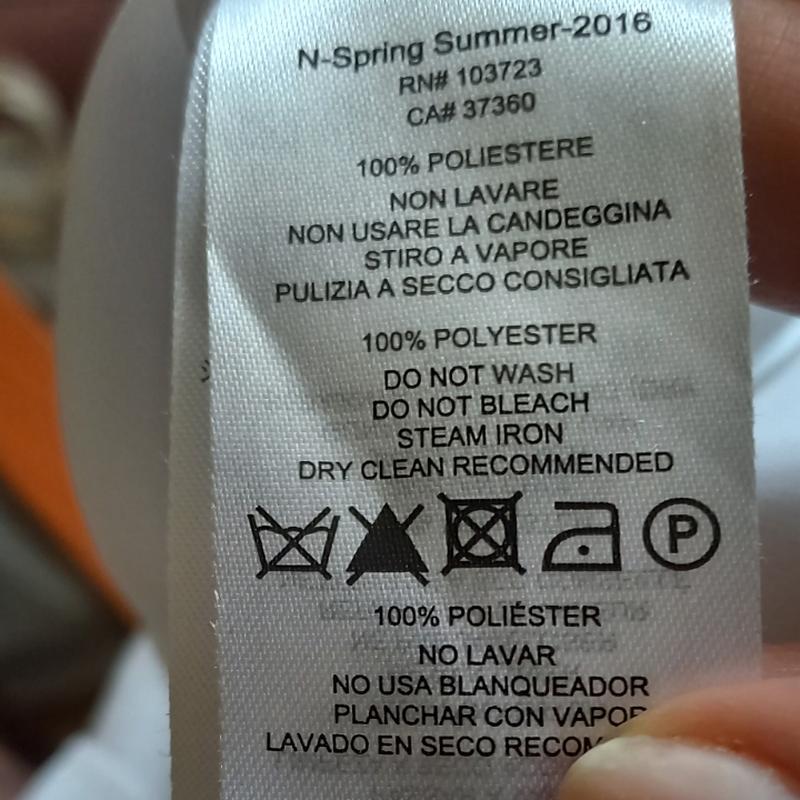 N-Spring Summer-2016
RN# 103723
CA# 37360
100% POLIESTERE
NON LAVARE
NON USARE LA CANDEGGINA
STIRO A VAPORE
PULIZIA A SECCO CONSIGLIATA
100% POLYESTER
DO NOT WASH
DO NOT BLEACH
STEAM IRON
DRY CLEAN RECOMMENDED
P
100% POLIÉSTER
NO LAVAR
NO USA BLANQUEADOR
PLANCHAR CON VAPOR
LAVADO EN SECO